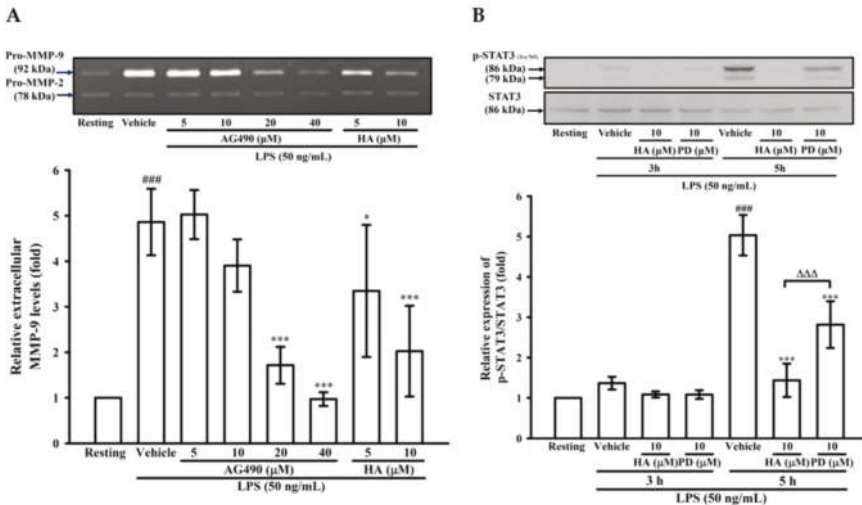 A
Pro-MMP-9
(92 kDa)
Pro-MMP-2
(78 kDa)
Resting Vehicle 5 10 20 40 5 10
AG490 (μM) HA (μM)
LPS (50 ng/mL)
Relative extracellular
MMP-9 levels (fold)
6
5
4
3
2
1
0
###
***
***
*
***
Resting Vehicle 5 10 20 40 5 10
AG490 (μM) HA (μM)
LPS (50 ng/mL)
B
p-STAT3
(86 kDa)
(79 kDa)
STAT3
(86 kDa)
Resting Vehicle 10 10 Vehicle 10 10
HA (μM) PD (μM) HA (μM) PD (μM)
3h 5h
LPS (50 ng/mL)
Relative expression of
p-STAT3/STAT3 (fold)
6
5
4
3
2
1
0
###
ΔΔΔ
***
***
Resting Vehicle 10 10 Vehicle 10 10
HA (μM) PD (μM) HA (μM) PD (μM)
3 h 5 h
LPS (50 ng/mL)